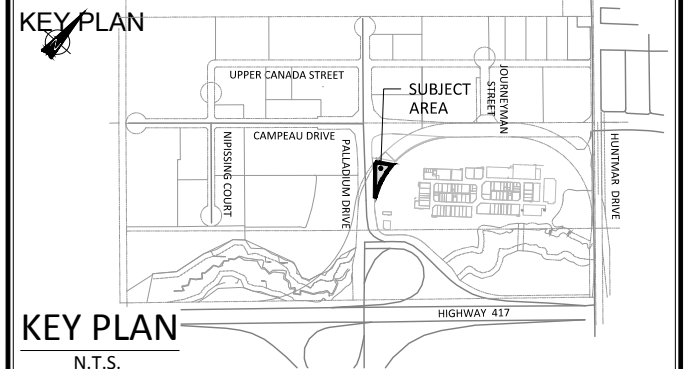 KEY PLAN
UPPER CANADA STREET
SUBJECT
AREA
JOURNEYMAN
STREET
CAMPEAU DRIVE
NIPISSING COURT
PALLADIUM DRIVE
HUNTMAR DRIVE
HIGHWAY 417
KEY PLAN
N.T.S.